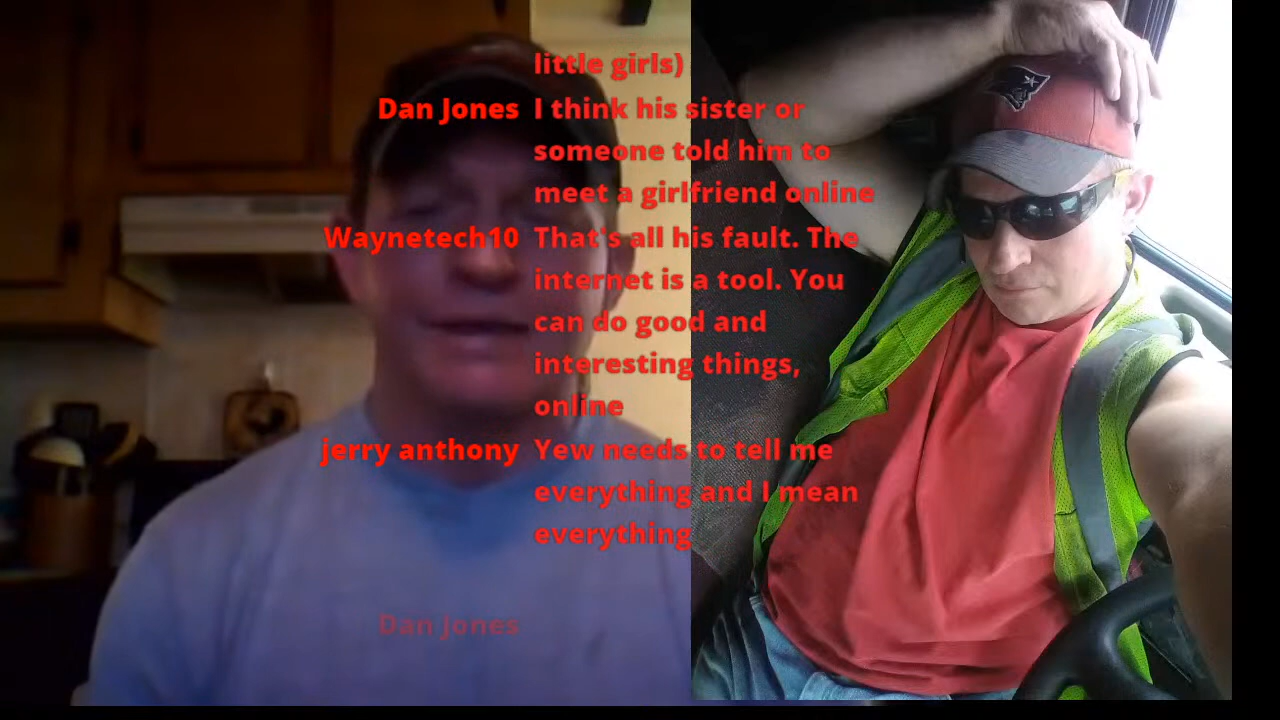 little girls)
Dan Jones I think his sister or
someone told him to
meet a girlfriend online
Waynetech10 That's all his fault. The
internet is a tool. You
can do good and
interesting things,
online
jerry anthony Yew needs to tell me
everything and I mean
everything
Dan Jones